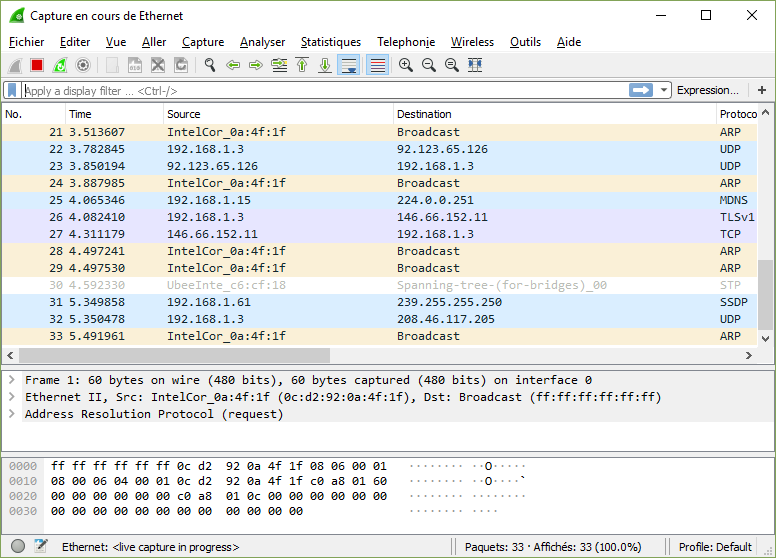 Capture en cours de Ethernet
Fichier Editer Vue Aller Capture Analyser Statistiques Telephonie Wireless Outils Aide
Apply a display filter ... <Ctrl-/> Expression... +
No. Time Source Destination Protoco
21 3.513607 IntelCor_0a:4f:1f Broadcast ARP
22 3.782845 192.168.1.3 92.123.65.126 UDP
23 3.850194 92.123.65.126 192.168.1.3 UDP
24 3.887985 IntelCor_0a:4f:1f Broadcast ARP
25 4.065346 192.168.1.15 224.0.0.251 MDNS
26 4.082410 192.168.1.3 146.66.152.11 TLSv1
27 4.311179 146.66.152.11 192.168.1.3 TCP
28 4.497241 IntelCor_0a:4f:1f Broadcast ARP
29 4.497530 IntelCor_0a:4f:1f Broadcast ARP
30 4.592330 UbeeInte_c6:cf:18 Spanning-tree-(for-bridges)_00 STP
31 5.349858 192.168.1.61 239.255.255.250 SSDP
32 5.350478 192.168.1.3 208.46.117.205 UDP
33 5.491961 IntelCor_0a:4f:1f Broadcast ARP
Frame 1: 60 bytes on wire (480 bits), 60 bytes captured (480 bits) on interface 0
Ethernet II, Src: IntelCor_0a:4f:1f (0c:d2:92:0a:4f:1f), Dst: Broadcast (ff:ff:ff:ff:ff:ff)
Address Resolution Protocol (request)
0000 ff ff ff ff ff ff 0c d2 92 0a 4f 1f 08 06 00 01 ........ ..O.....
0010 08 00 06 04 00 01 0c d2 92 0a 4f 1f c0 a8 01 60 ........ ..O....`
0020 00 00 00 00 00 00 c0 a8 01 0c 00 00 00 00 00 00 ........ ........
0030 00 00 00 00 00 00 00 00 00 00 00 00 ........ ....
Ethernet: <live capture in progress> Paquets: 33 · Affichés: 33 (100.0%) Profile: Default